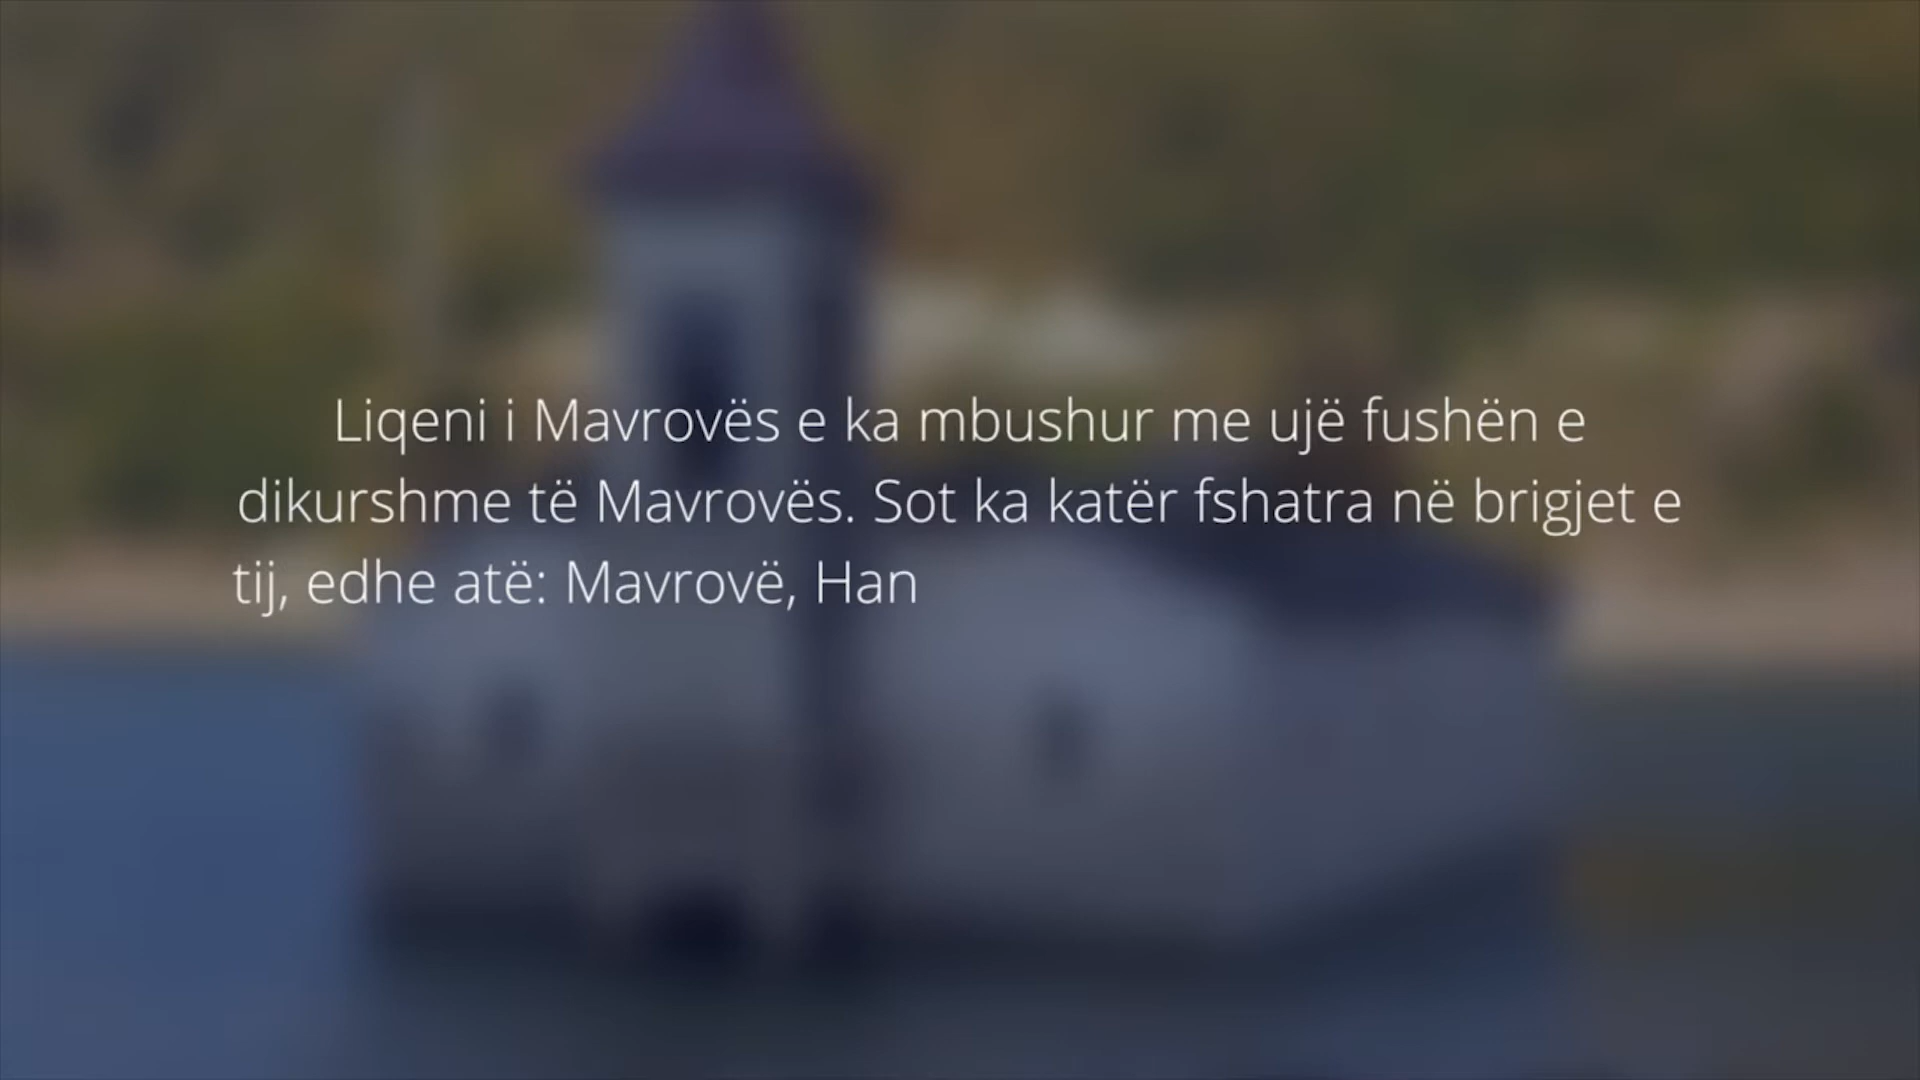 Liqeni i Mavrovës e ka mbushur me ujë fushën e
dikurshme të Mavrovës. Sot ka katër fshatra në brigjet e
tij, edhe atë: Mavrovë, Han